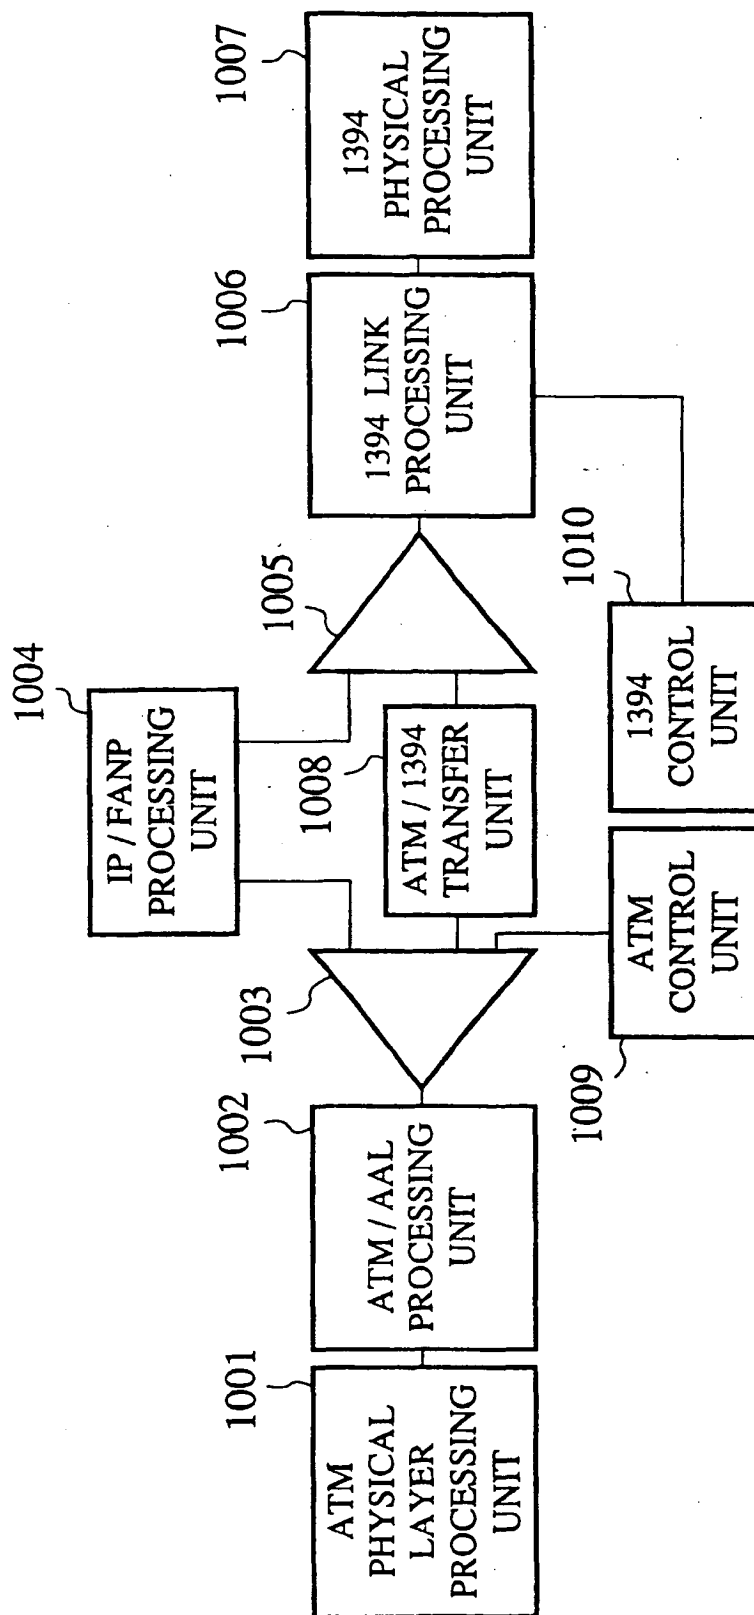 1001
ATM
PHYSICAL
LAYER
PROCESSING
UNIT
1002
ATM / AAL
PROCESSING
UNIT
1003
1004
IP / FANP
PROCESSING
UNIT
1008
ATM / 1394
TRANSFER
UNIT
1005
1006
1394 LINK
PROCESSING
UNIT
1007
1394
PHYSICAL
PROCESSING
UNIT
1009
ATM
CONTROL
UNIT
1010
1394
CONTROL
UNIT